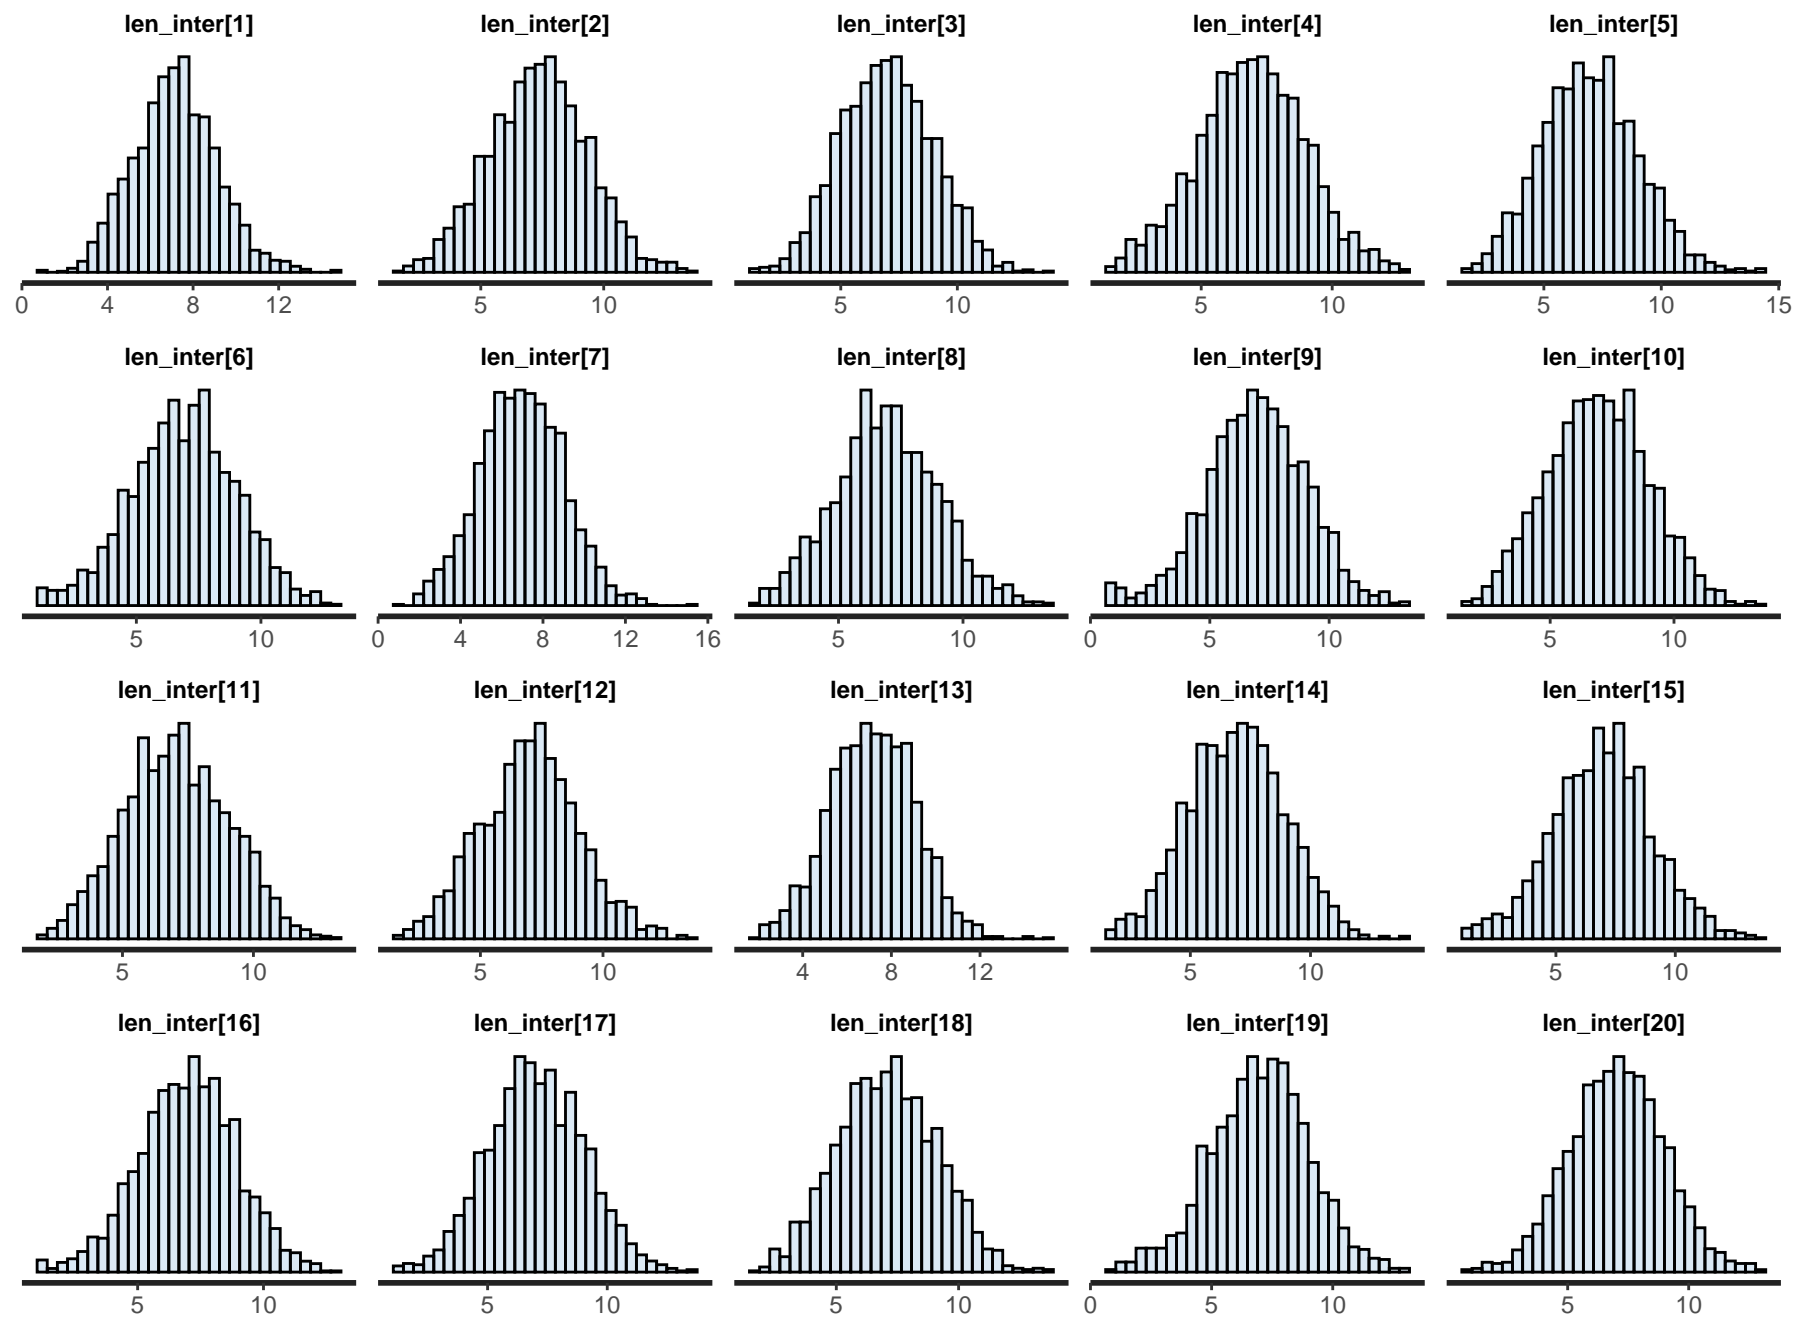 len_inter[1] len_inter[2] len_inter[3] len_inter[4] len_inter[5]
0 4 8 12 5 10 5 10 5 10 5 10 15
len_inter[6] len_inter[7] len_inter[8] len_inter[9] len_inter[10]
5 10 0 4 8 12 16 5 10 0 5 10 5 10
len_inter[11] len_inter[12] len_inter[13] len_inter[14] len_inter[15]
5 10 5 10 4 8 12 5 10 5 10
len_inter[16] len_inter[17] len_inter[18] len_inter[19] len_inter[20]
5 10 5 10 5 10 0 5 10 5 10